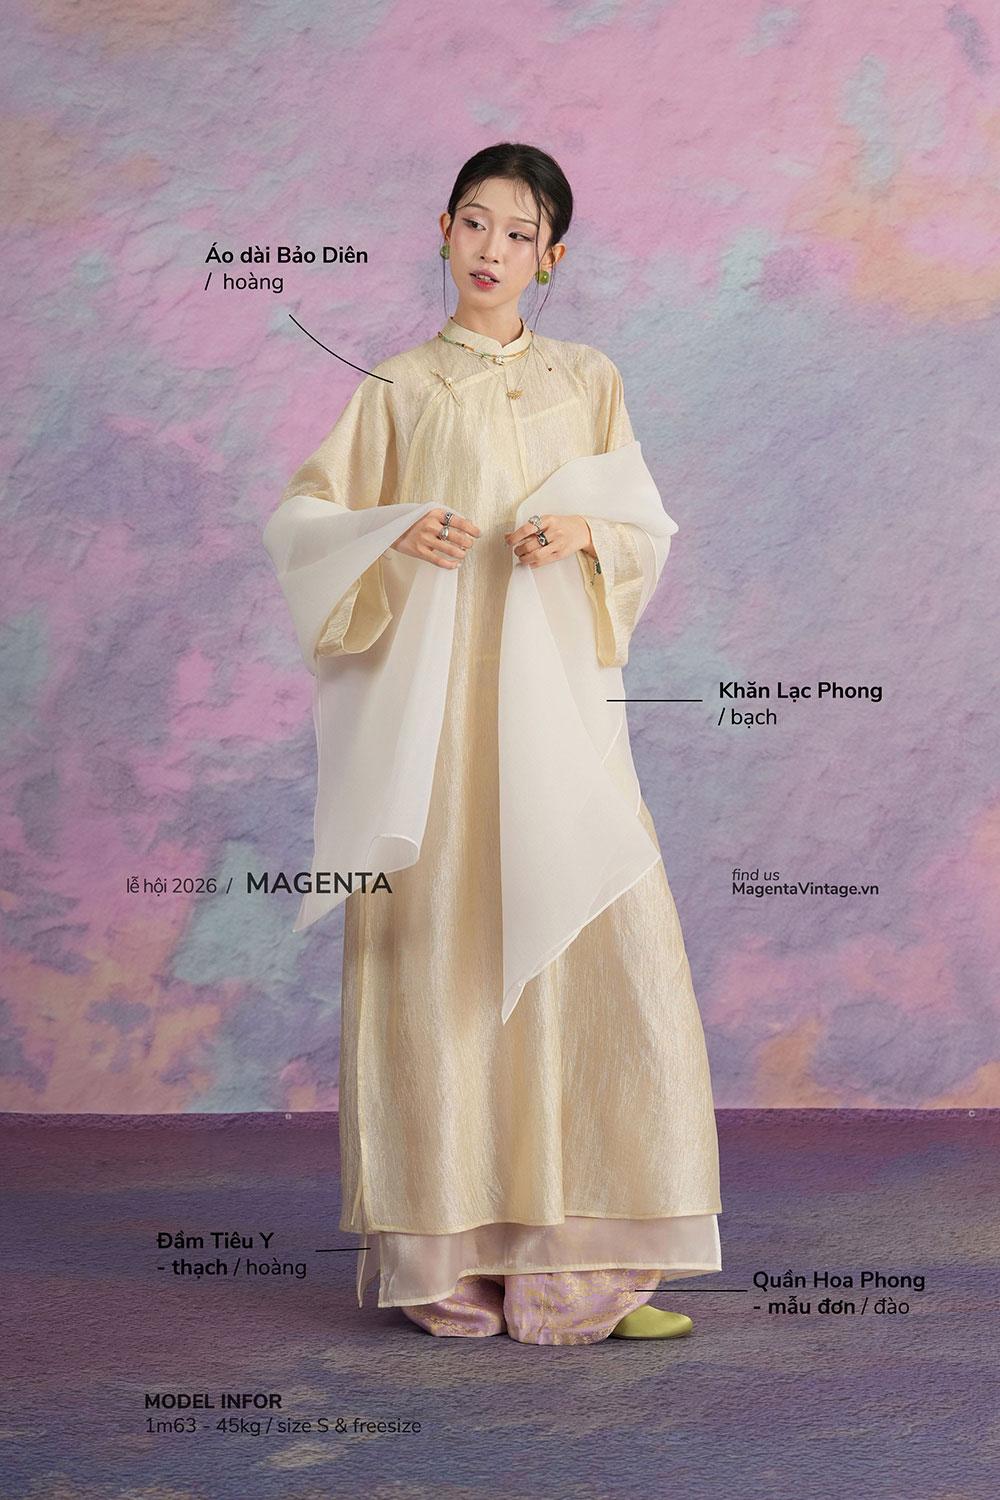 Áo dài Bảo Diên
/ hoàng
Khăn Lạc Phong
/ bạch
lễ hội 2026 / MAGENTA
find us
MagentaVintage.vn
Đầm Tiêu Y
- thạch / hoàng
Quần Hoa Phong
- mẫu đơn / đào
MODEL INFOR
1m63 - 45kg / size S & freesize